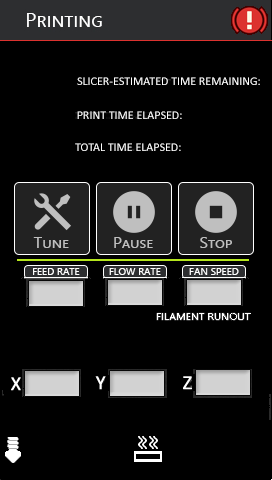 Printing
SLICER-ESTIMATED TIME REMAINING:
PRINT TIME ELAPSED:
TOTAL TIME ELAPSED:
Tune Pause Stop
FEED RATE FLOW RATE FAN SPEED
FILAMENT RUNOUT
X Y Z